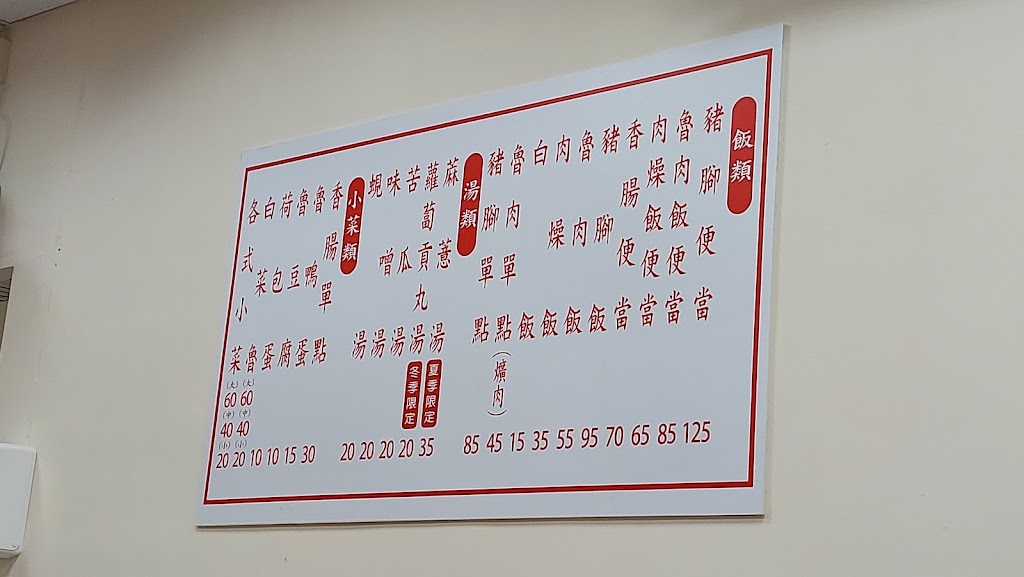 飯類
豬腳便當 125
魯肉飯便當 85
肉燥飯便當 65
香腸便當 70
豬腳飯 95
魯肉飯 55
肉燥飯 35
白飯 15
魯肉單點(爌肉) 45
豬腳單點 85
湯類
蔴薏湯 夏季限定 35
蘿蔔貢丸湯 冬季限定 20
苦瓜湯 20
味噌湯 20
蜆湯 20
小菜類
香腸單點 30
魯鴨蛋 15
魯豆腐 10
荷包蛋 10
白菜魯 (大)60 (中)40 (小)20
各式小菜 (大)60 (中)40 (小)20